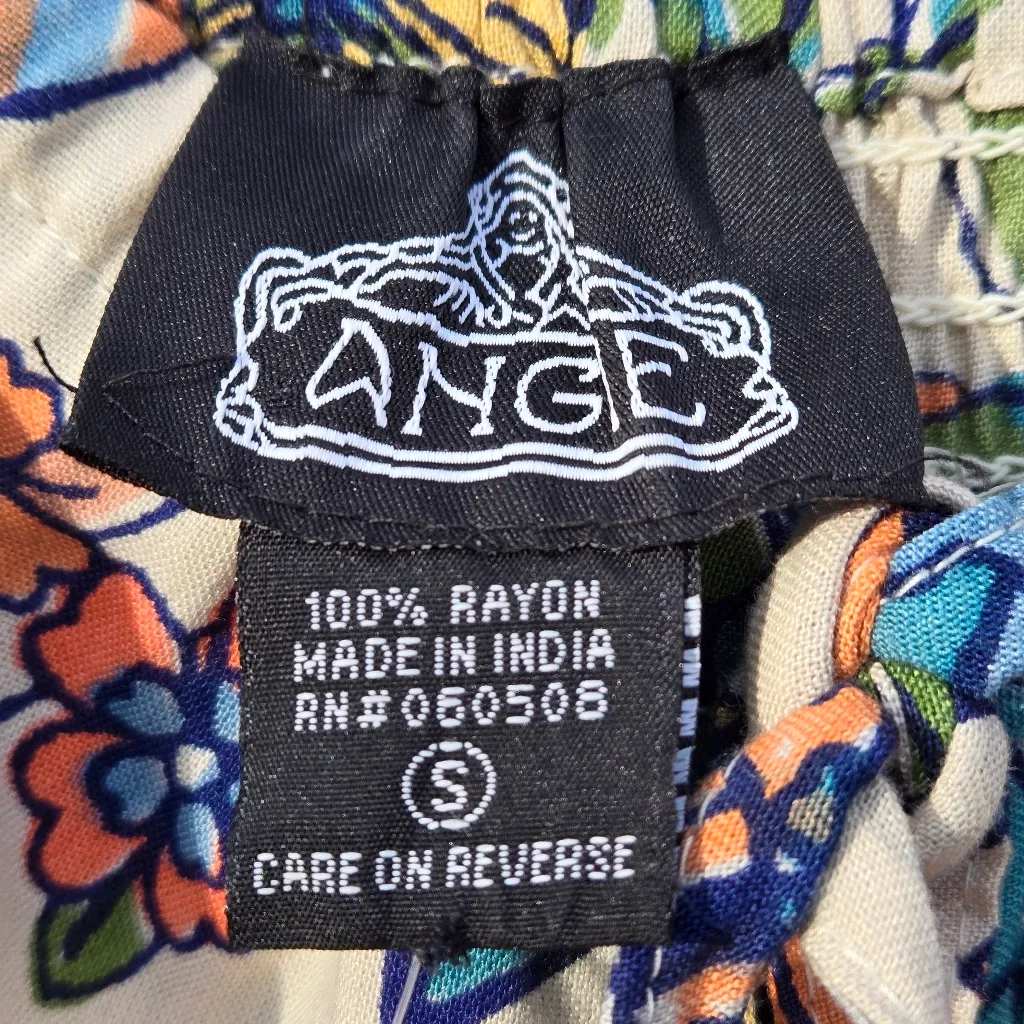 ANGE
100% RAYON
MADE IN INDIA
RN#060508
S
CARE ON REVERSE